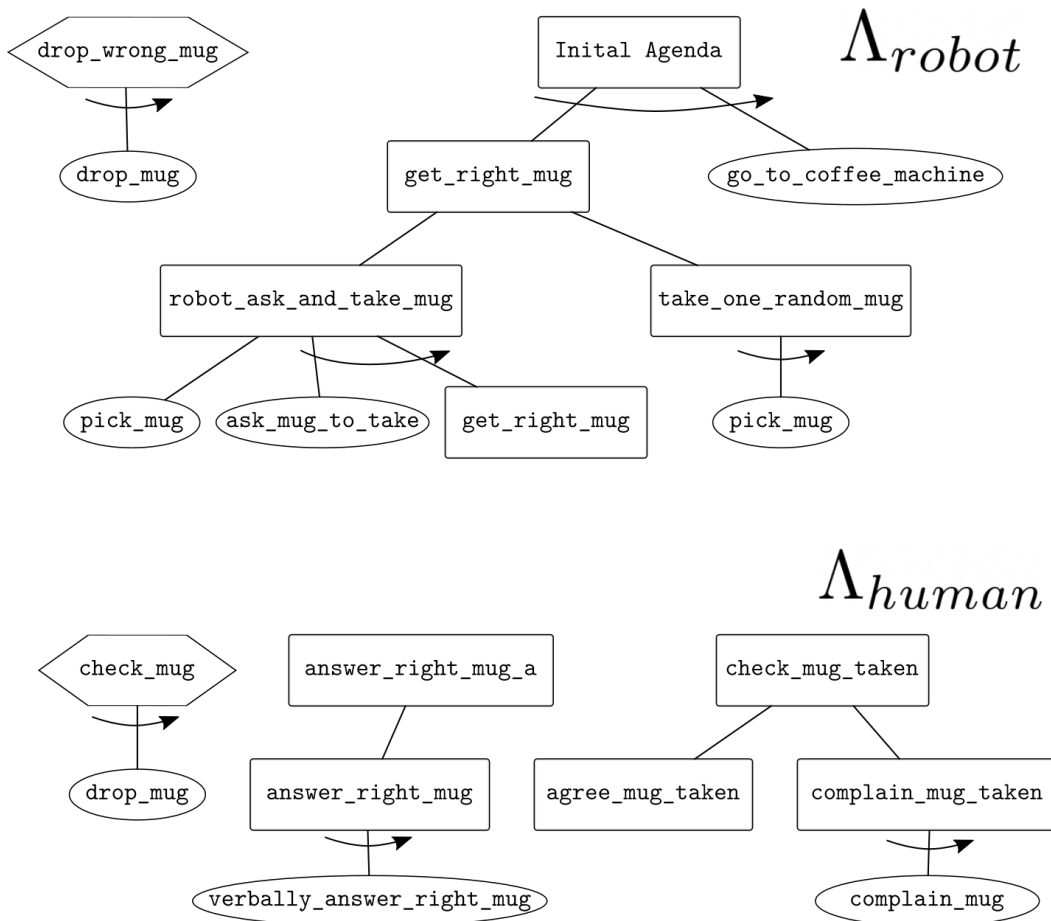 drop_wrong_mug
Inital Agenda
Λrobot
drop_mug
get_right_mug
go_to_coffee_machine
robot_ask_and_take_mug
take_one_random_mug
pick_mug
ask_mug_to_take
get_right_mug
pick_mug
Λhuman
check_mug
answer_right_mug_a
check_mug_taken
drop_mug
answer_right_mug
agree_mug_taken
complain_mug_taken
verbally_answer_right_mug
complain_mug